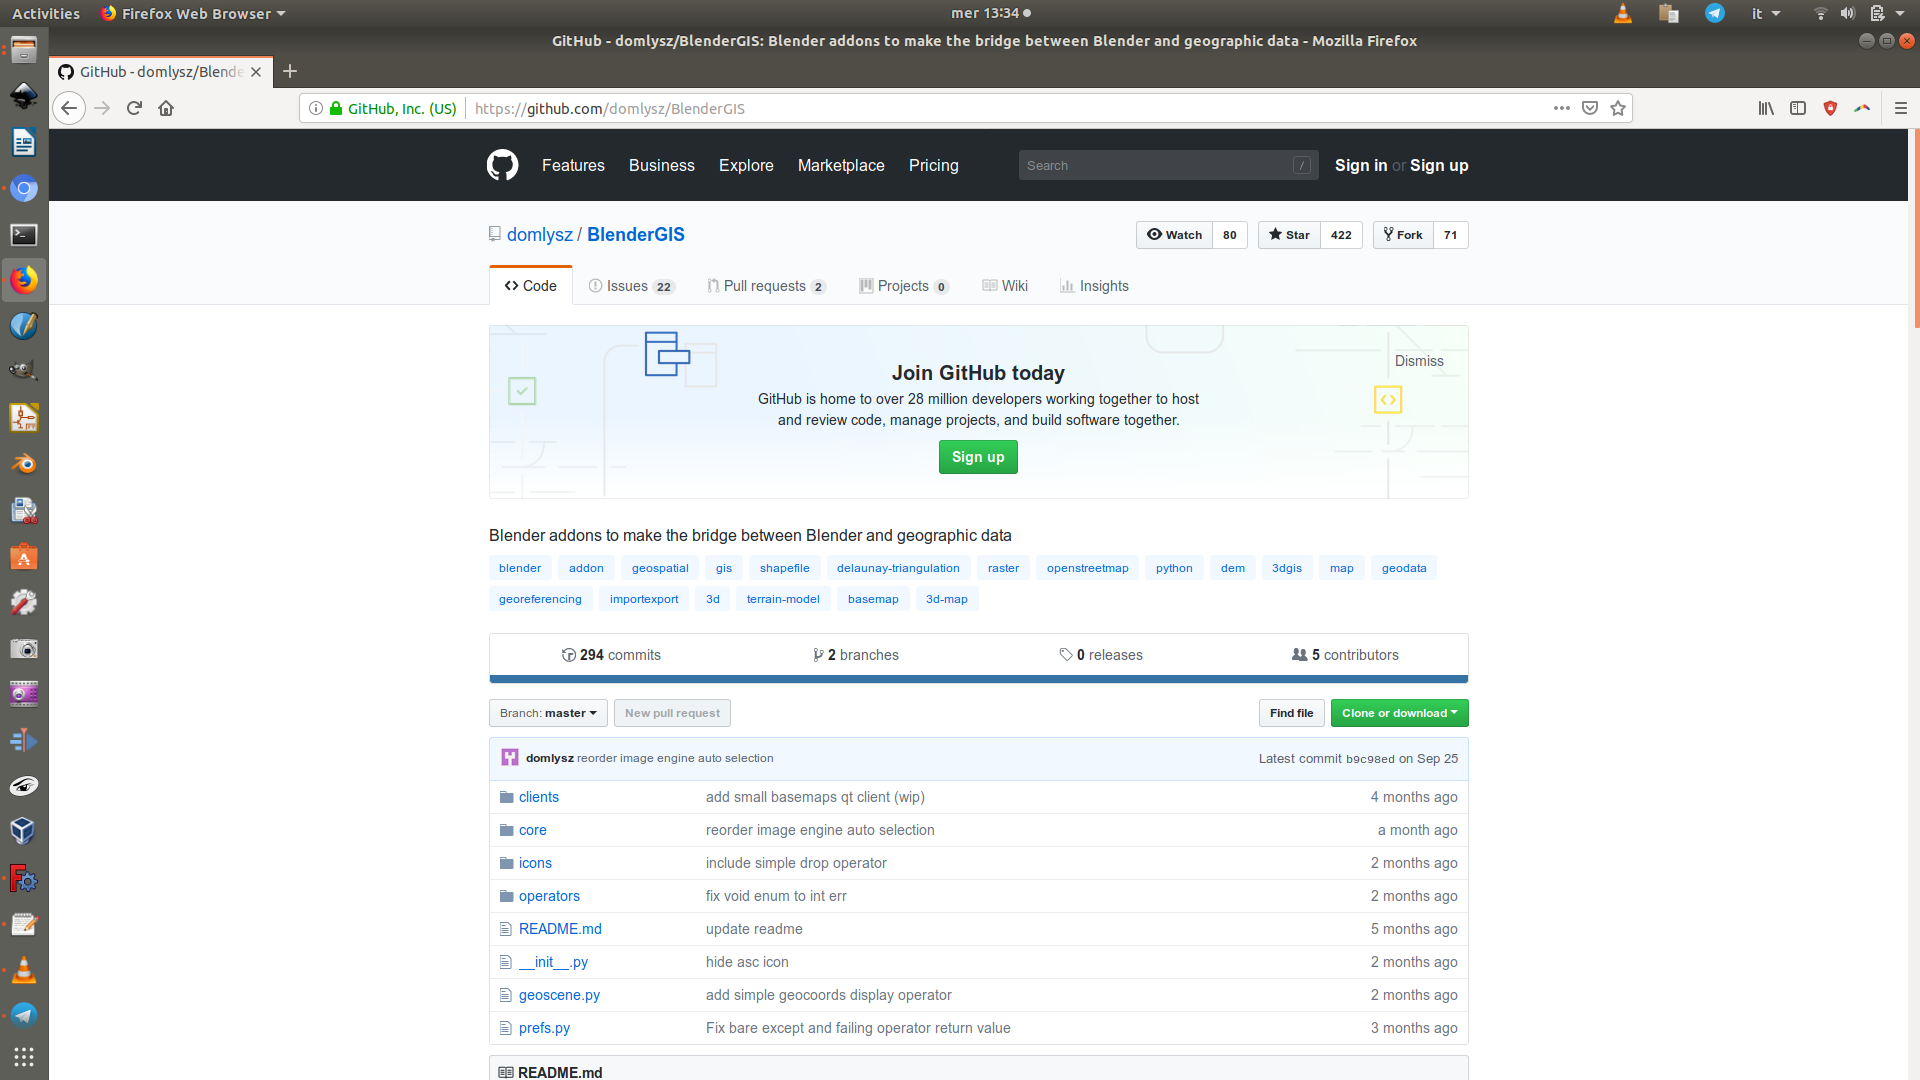 Activities Firefox Web Browser mer 13:34 it
GitHub - domlysz/BlenderGIS: Blender addons to make the bridge between Blender and geographic data - Mozilla Firefox
GitHub - domlysz/Blende
GitHub, Inc. (US) https://github.com/domlysz/BlenderGIS
Features Business Explore Marketplace Pricing Search / Sign in or Sign up
domlysz / BlenderGIS Watch 80 Star 422 Fork 71
Code Issues 22 Pull requests 2 Projects 0 Wiki Insights
Dismiss
Join GitHub today
GitHub is home to over 28 million developers working together to host
and review code, manage projects, and build software together.
Sign up
Blender addons to make the bridge between Blender and geographic data
blender addon geospatial gis shapefile delaunay-triangulation raster openstreetmap python dem 3dgis map geodata
georeferencing importexport 3d terrain-model basemap 3d-map
294 commits 2 branches 0 releases 5 contributors
Branch: master New pull request Find file Clone or download
domlysz reorder image engine auto selection Latest commit b9c98ed on Sep 25
clients add small basemaps qt client (wip) 4 months ago
core reorder image engine auto selection a month ago
icons include simple drop operator 2 months ago
operators fix void enum to int err 2 months ago
README.md update readme 5 months ago
__init__.py hide asc icon 2 months ago
geoscene.py add simple geocoords display operator 2 months ago
prefs.py Fix bare except and failing operator return value 3 months ago
README.md